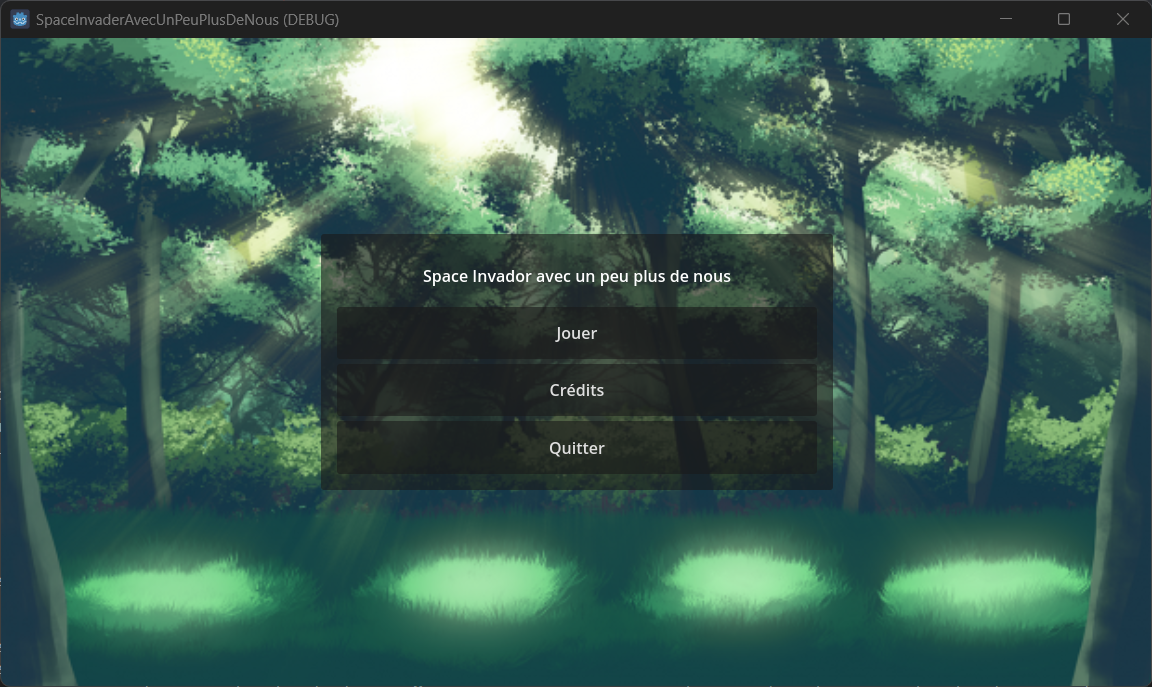 SpaceInvaderAvecUnPeuPlusDeNous (DEBUG)
Space Invador avec un peu plus de nous
Jouer
Crédits
Quitter